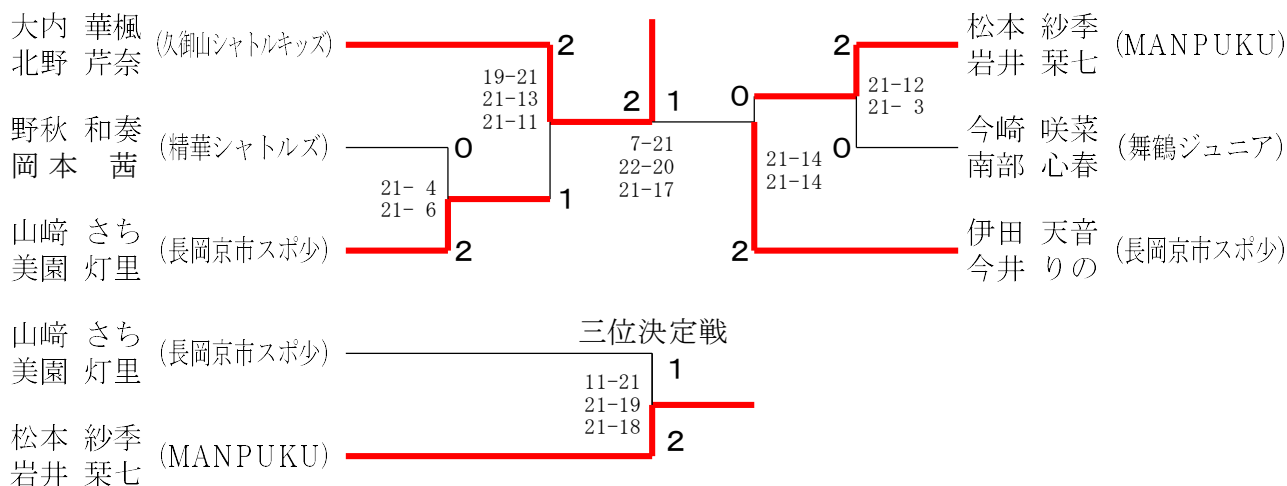 大内 華楓
北野 芹奈
(久御山シャトルキッズ)
2
19-21
21-13
21-11
野秋 和奏
岡本 茜
(精華シャトルズ)
0
21- 4
21- 6
1
山﨑 さち
美園 灯里
(長岡京市スポ少)
2
2
1
7-21
22-20
21-17
松本 紗季
岩井 栞七
(MANPUKU)
2
21-12
21- 3
0
今崎 咲菜
南部 心春
(舞鶴ジュニア)
0
21-14
21-14
伊田 天音
今井 りの
(長岡京市スポ少)
2
三位決定戦
山﨑 さち
美園 灯里
(長岡京市スポ少)
1
11-21
21-19
21-18
松本 紗季
岩井 栞七
(MANPUKU)
2